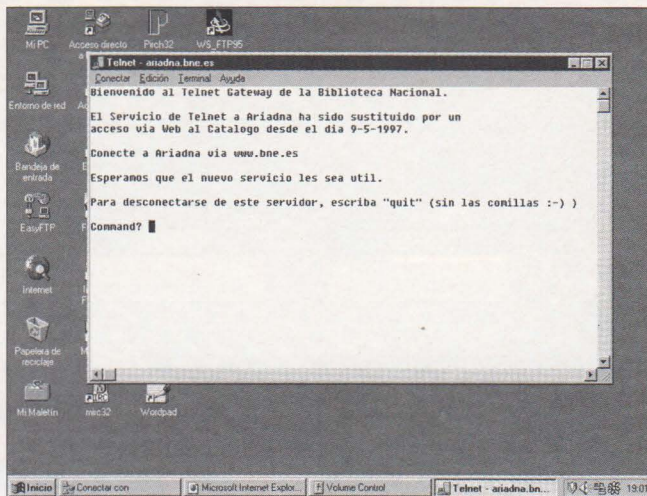 Mi PC
Acceso directo
Pirch32
WS_FTP95
Telnet - ariadna.bne.es
Conectar Edición Terminal Ayuda
Bienvenido al Telnet Gateway de la Biblioteca Nacional.
El Servicio de Telnet a Ariadna ha sido sustituido por un
acceso via Web al Catalogo desde el dia 9-5-1997.
Conecte a Ariadna via www.bne.es
Esperamos que el nuevo servicio les sea util.
Para desconectarse de este servidor, escriba "quit" (sin las comillas :-) )
Command?
Entorno de red
Bandeja de
entrada
EasyFTP
Internet
Papelera de
reciclaje
Mi Maletín
mirc32
Wordpad
Inicio
Conectar con
Microsoft Internet Explor...
Volume Control
Telnet - ariadna.bn...
19:01